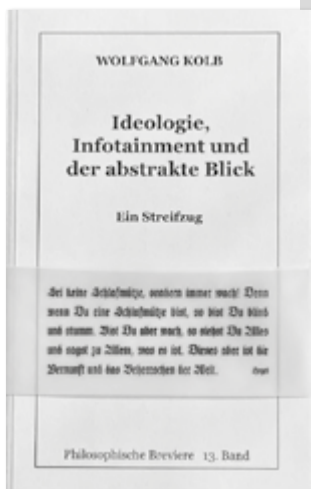 WOLFGANG KOLB
Ideologie,
Infotainment und
der abstrakte Blick
Ein Streifzug
Sei keine Schlafmütze, sondern immer wach! Denn
wenn Du eine Schlafmütze bist, so bist Du blind
und stumm. Bist Du aber wach, so siehst Du Alles
und sagst zu Allem, was es ist. Dieses aber ist die
Vernunft und das Beherrschen der Welt. Hegel
Philosophische Breviere 13. Band